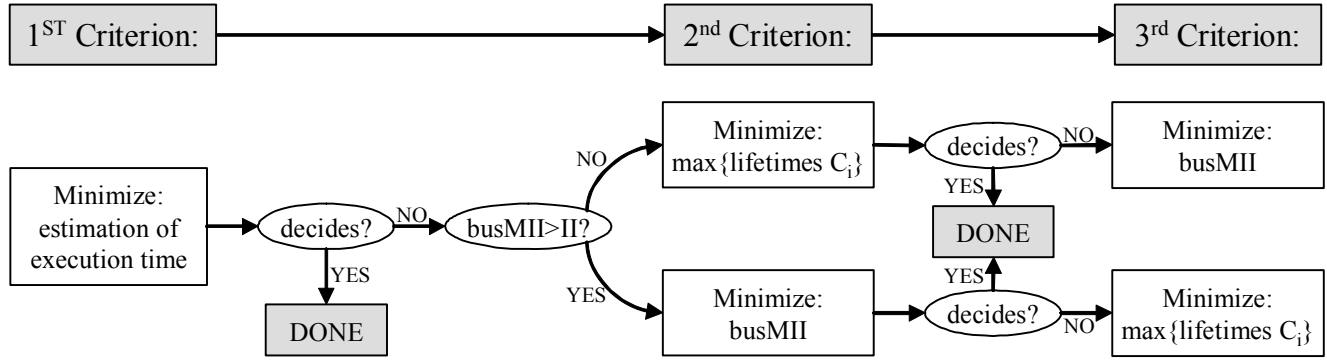 1ST Criterion:
2nd Criterion:
3rd Criterion:
Minimize:
estimation of
execution time
decides?
NO
YES
DONE
busMII>II?
NO
YES
Minimize:
max{lifetimes Ci}
decides?
NO
YES
Minimize:
busMII
DONE
Minimize:
busMII
YES
decides?
NO
Minimize:
max{lifetimes Ci}